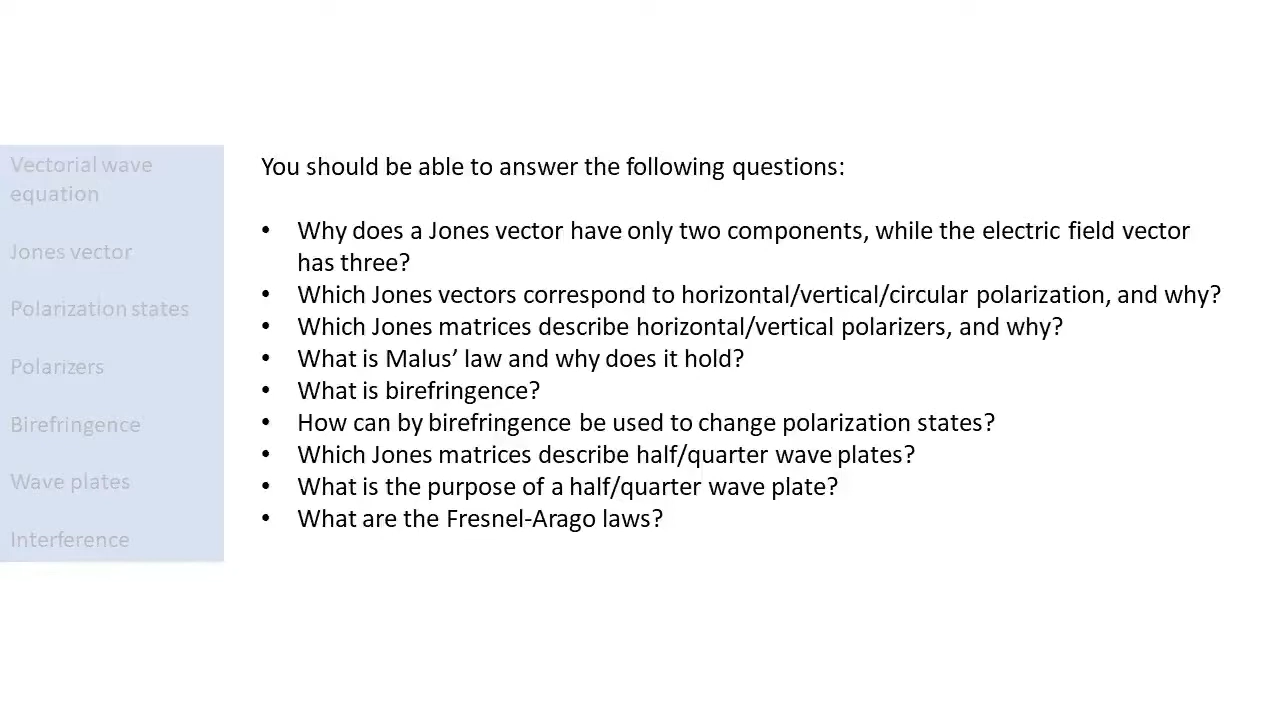 Vectorial wave
equation
Jones vector
Polarization states
Polarizers
Birefringence
Wave plates
Interference
You should be able to answer the following questions:
• Why does a Jones vector have only two components, while the electric field vector
has three?
• Which Jones vectors correspond to horizontal/vertical/circular polarization, and why?
• Which Jones matrices describe horizontal/vertical polarizers, and why?
• What is Malus’ law and why does it hold?
• What is birefringence?
• How can by birefringence be used to change polarization states?
• Which Jones matrices describe half/quarter wave plates?
• What is the purpose of a half/quarter wave plate?
• What are the Fresnel-Arago laws?